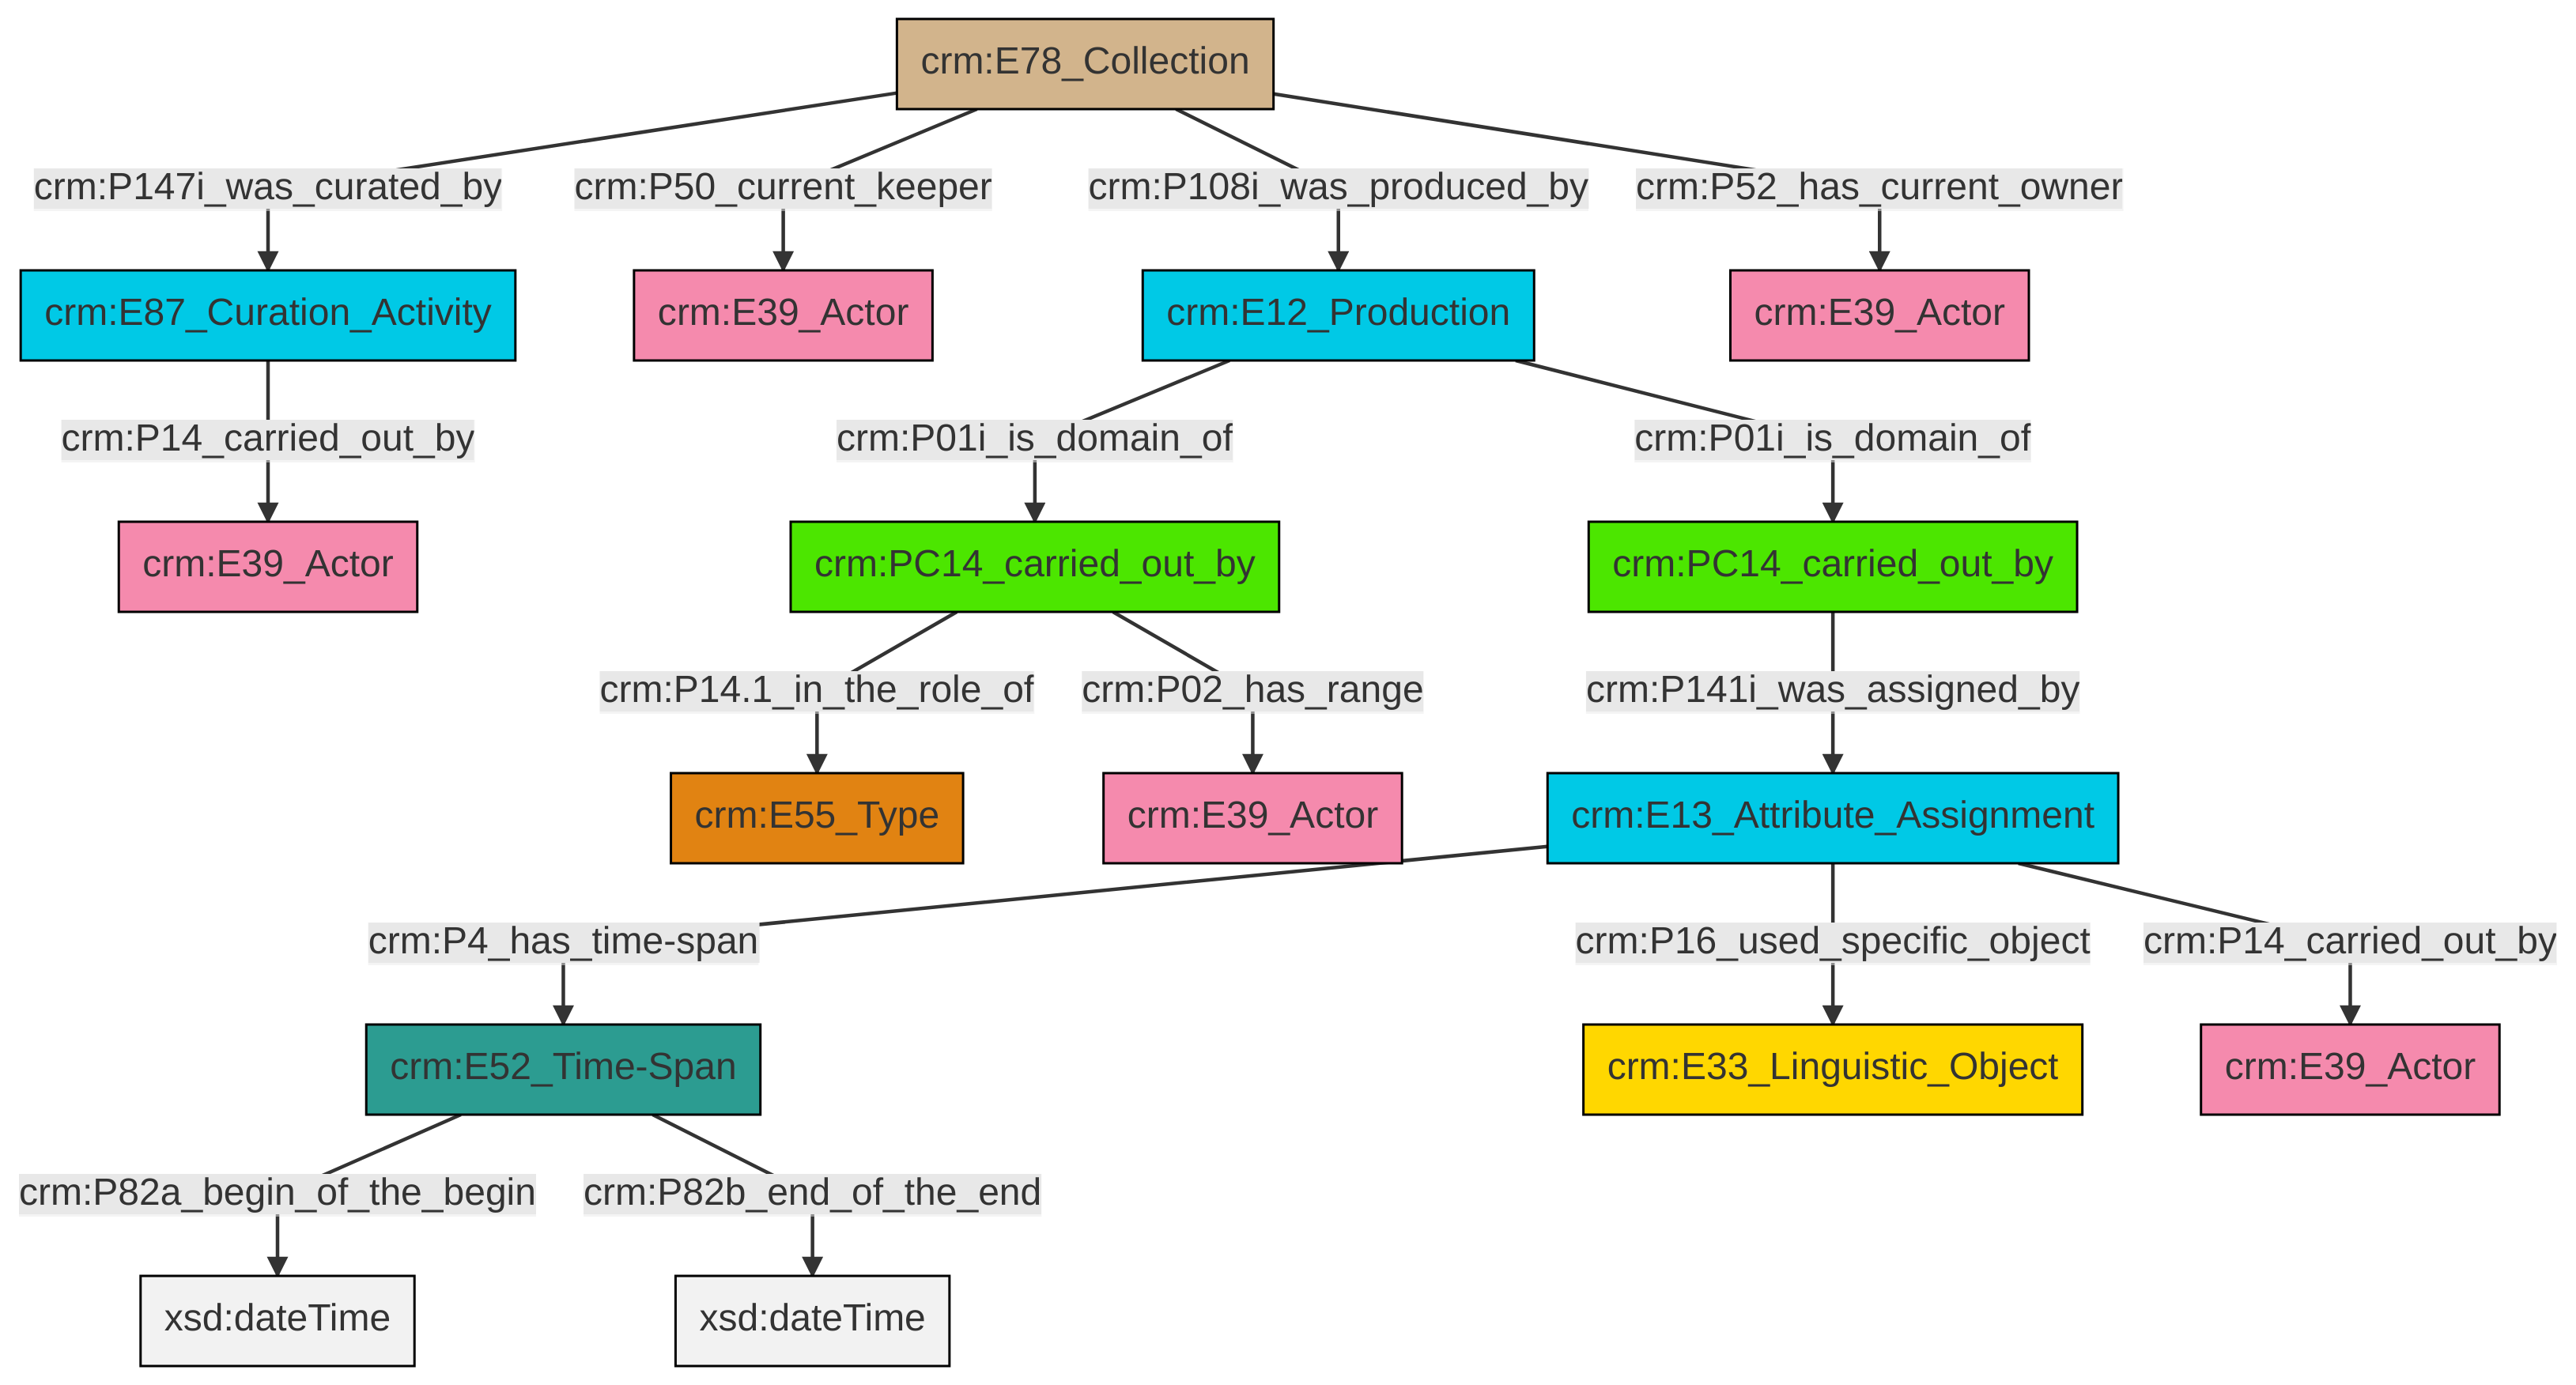 crm:E78_Collection
crm:P147i_was_curated_by
crm:P50_current_keeper
crm:P108i_was_produced_by
crm:P52_has_current_owner
crm:E87_Curation_Activity
crm:E39_Actor
crm:E12_Production
crm:E39_Actor
crm:P14_carried_out_by
crm:P01i_is_domain_of
crm:P01i_is_domain_of
crm:E39_Actor
crm:PC14_carried_out_by
crm:PC14_carried_out_by
crm:P14.1_in_the_role_of
crm:P02_has_range
crm:P141i_was_assigned_by
crm:E55_Type
crm:E39_Actor
crm:E13_Attribute_Assignment
crm:P4_has_time-span
crm:P16_used_specific_object
crm:P14_carried_out_by
crm:E52_Time-Span
crm:E33_Linguistic_Object
crm:E39_Actor
crm:P82a_begin_of_the_begin
crm:P82b_end_of_the_end
xsd:dateTime
xsd:dateTime